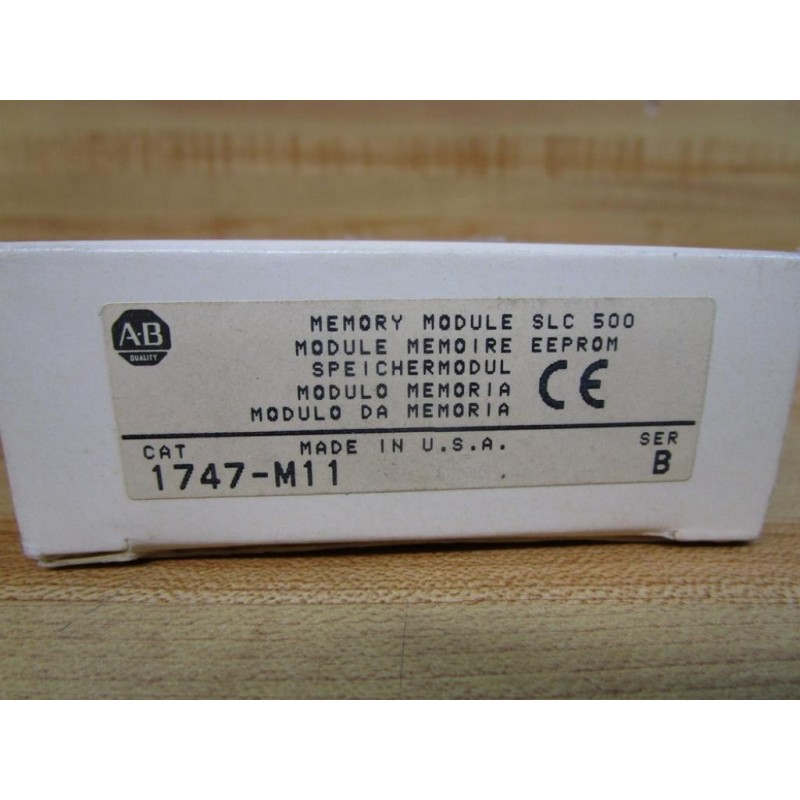 A-B
QUALITY
MEMORY MODULE SLC 500
MODULE MEMOIRE EEPROM
SPEICHERMODUL
MODULO MEMORIA
MODULO DA MEMORIA
CE
CAT MADE IN U.S.A. SER
1747-M11 B